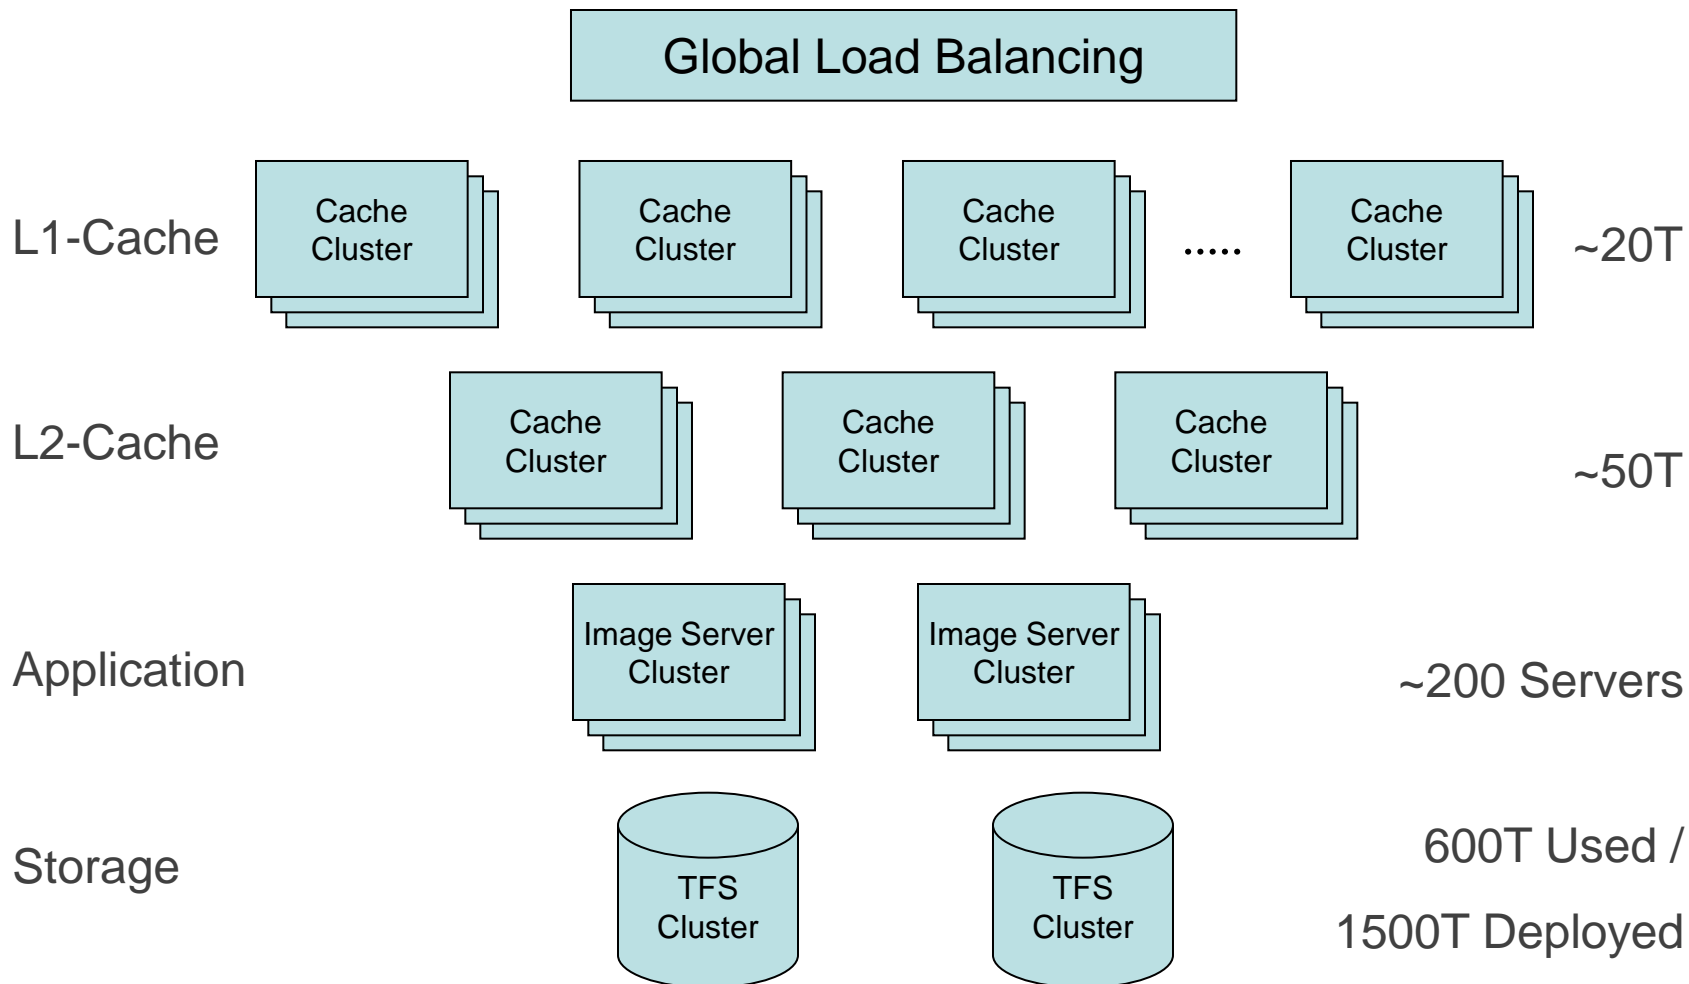 Global Load Balancing
L1-Cache
Cache
Cluster
Cache
Cluster
Cache
Cluster
.....
Cache
Cluster
~20T
L2-Cache
Cache
Cluster
Cache
Cluster
Cache
Cluster
~50T
Application
Image Server
Cluster
Image Server
Cluster
~200 Servers
Storage
TFS
Cluster
TFS
Cluster
600T Used /
1500T Deployed